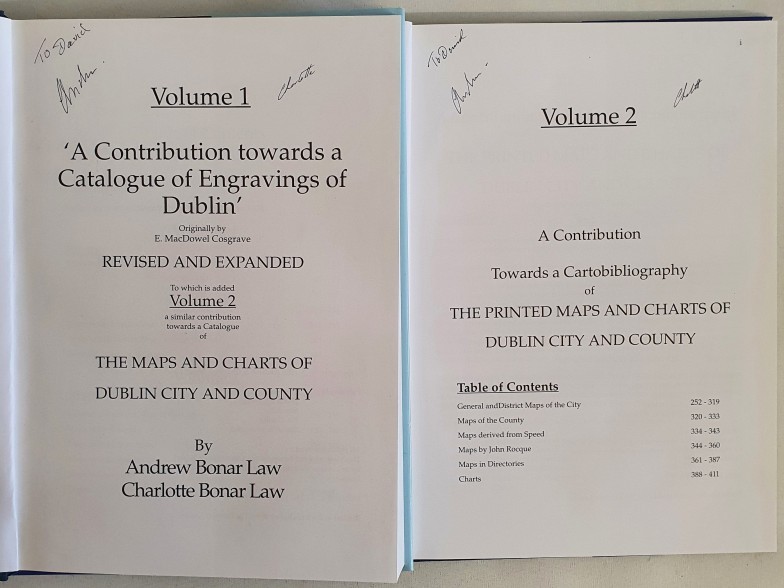 To David
Andrew
Charlotte
Volume 1
‘A Contribution towards a
Catalogue of Engravings of
Dublin’
Originally by
E. MacDowel Cosgrave
REVISED AND EXPANDED
To which is added
Volume 2
a similar contribution
towards a Catalogue
of
THE MAPS AND CHARTS OF
DUBLIN CITY AND COUNTY
By
Andrew Bonar Law
Charlotte Bonar Law
To David
Andrew
Charlotte
i
Volume 2
A Contribution
Towards a Cartobibliography
of
THE PRINTED MAPS AND CHARTS OF
DUBLIN CITY AND COUNTY
Table of Contents
General andDistrict Maps of the City 252 - 319
Maps of the County 320 - 333
Maps derived from Speed 334 - 343
Maps by John Rocque 344 - 360
Maps in Directories 361 - 387
Charts 388 - 411